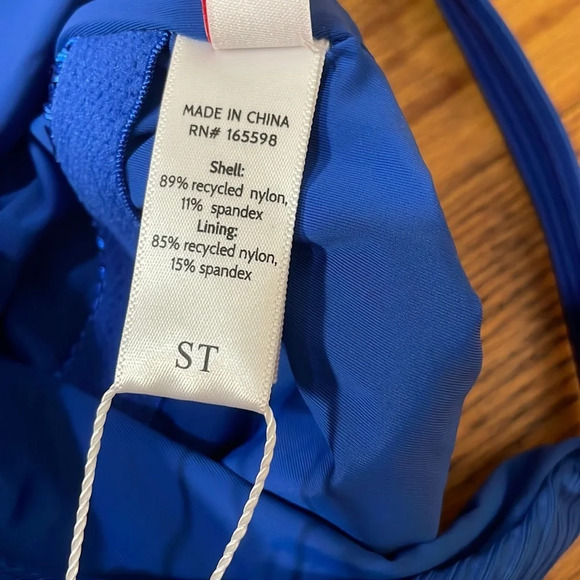 MADE IN CHINA
RN# 165598
Shell:
89% recycled nylon,
11% spandex
Lining:
85% recycled nylon,
15% spandex
ST